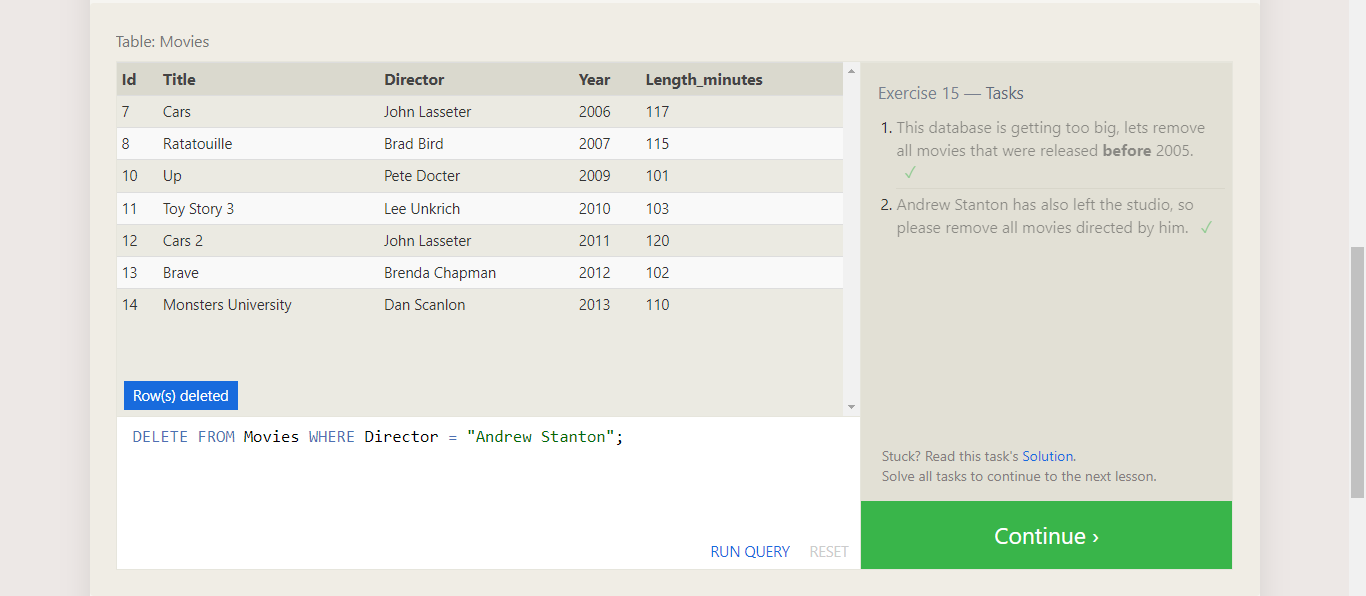 Table: Movies
Id Title Director Year Length_minutes
7 Cars John Lasseter 2006 117
8 Ratatouille Brad Bird 2007 115
10 Up Pete Docter 2009 101
11 Toy Story 3 Lee Unkrich 2010 103
12 Cars 2 John Lasseter 2011 120
13 Brave Brenda Chapman 2012 102
14 Monsters University Dan Scanlon 2013 110
Row(s) deleted
DELETE FROM Movies WHERE Director = "Andrew Stanton";
RUN QUERY RESET
Exercise 15 — Tasks
1. This database is getting too big, lets remove
all movies that were released before 2005.
✓
2. Andrew Stanton has also left the studio, so
please remove all movies directed by him. ✓
Stuck? Read this task's Solution.
Solve all tasks to continue to the next lesson.
Continue ›